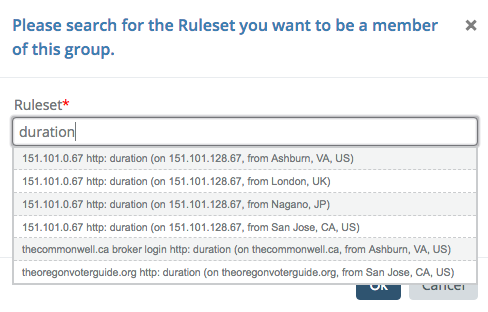 Please search for the Ruleset you want to be a member
of this group.
×
Ruleset*
duration
151.101.0.67 http: duration (on 151.101.128.67, from Ashburn, VA, US)
151.101.0.67 http: duration (on 151.101.128.67, from London, UK)
151.101.0.67 http: duration (on 151.101.128.67, from Nagano, JP)
151.101.0.67 http: duration (on 151.101.128.67, from San Jose, CA, US)
thecommonwell.ca broker login http: duration (on thecommonwell.ca, from Ashburn, VA, US)
theoregonvoterguide.org http: duration (on theoregonvoterguide.org, from San Jose, CA, US)
Ok Cancel